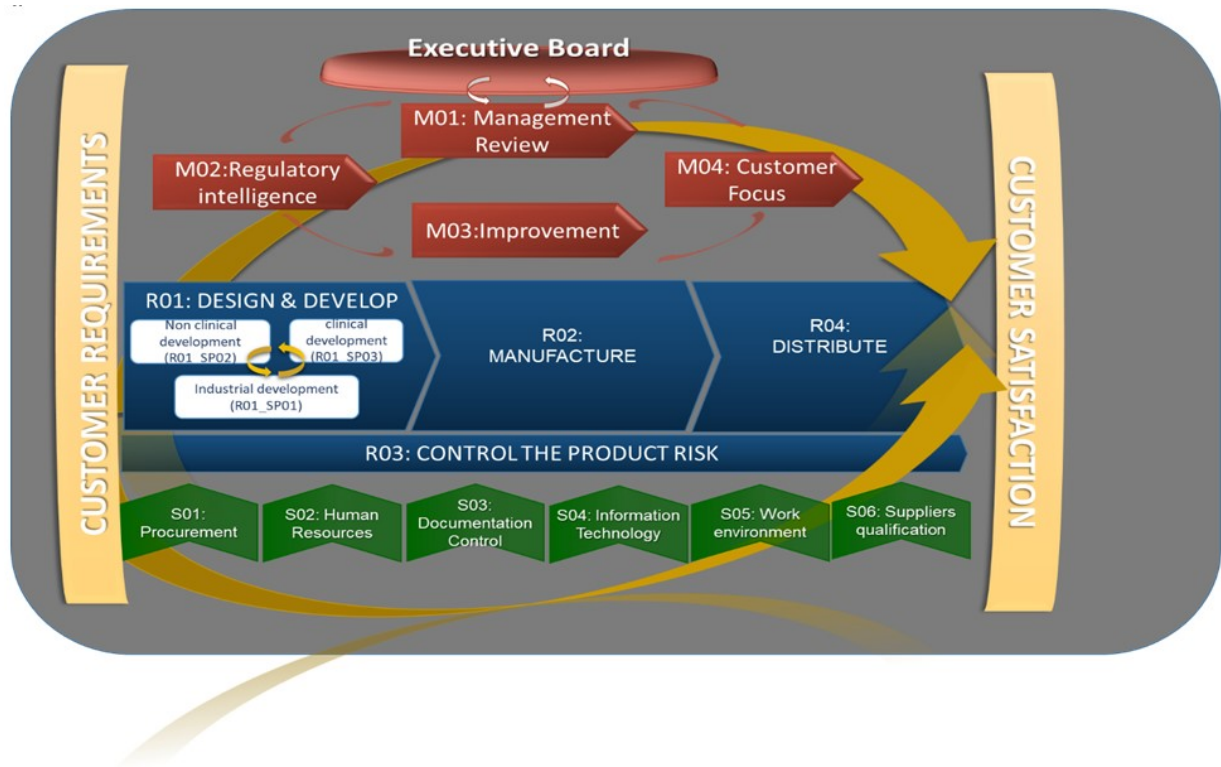 Executive Board
CUSTOMER REQUIREMENTS
M01: Management
Review
M02:Regulatory
intelligence
M04: Customer
Focus
M03:Improvement
CUSTOMER SATISFACTION
R01: DESIGN & DEVELOP
Non clinical
development
(R01_SP02)
clinical
development
(R01_SP03)
Industrial development
(R01_SP01)
R02:
MANUFACTURE
R04:
DISTRIBUTE
R03: CONTROL THE PRODUCT RISK
S01:
Procurement
S02: Human
Resources
S03:
Documentation
Control
S04: Information
Technology
S05: Work
environment
S06: Suppliers
qualification